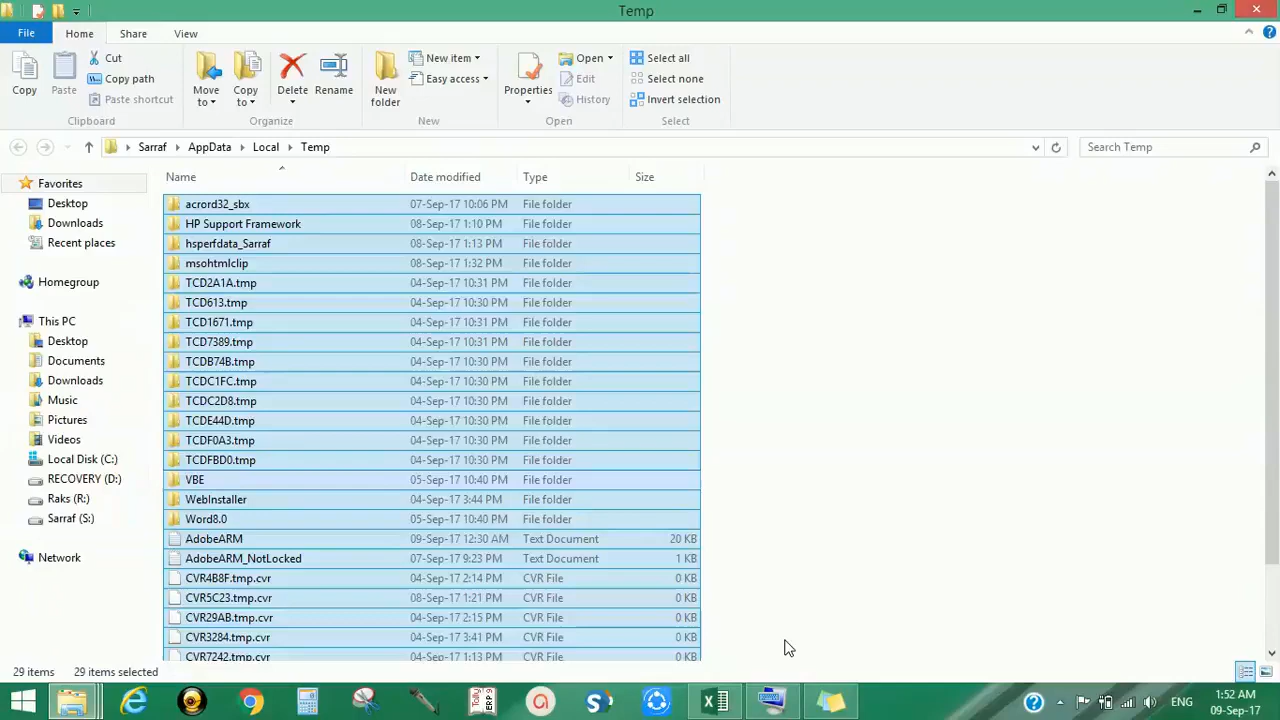 Temp
File Home Share View
Copy
Paste
Cut
Copy path
Paste shortcut
Clipboard
Move to
Copy to
Delete
Rename
Organize
New folder
New item
Easy access
New
Properties
Open
Edit
History
Open
Select all
Select none
Invert selection
Select
Sarraf AppData Local Temp
Search Temp
Favorites
Desktop
Downloads
Recent places
Homegroup
This PC
Desktop
Documents
Downloads
Music
Pictures
Videos
Local Disk (C:)
RECOVERY (D:)
Raks (R:)
Sarraf (S:)
Network
Name Date modified Type Size
acrord32_sbx 07-Sep-17 10:06 PM File folder
HP Support Framework 08-Sep-17 1:10 PM File folder
hsperfdata_Sarraf 08-Sep-17 1:13 PM File folder
msohtmlclip 08-Sep-17 1:32 PM File folder
TCD2A1A.tmp 04-Sep-17 10:31 PM File folder
TCD613.tmp 04-Sep-17 10:30 PM File folder
TCD1671.tmp 04-Sep-17 10:31 PM File folder
TCD7389.tmp 04-Sep-17 10:31 PM File folder
TCDB74B.tmp 04-Sep-17 10:30 PM File folder
TCDC1FC.tmp 04-Sep-17 10:30 PM File folder
TCDC2D8.tmp 04-Sep-17 10:30 PM File folder
TCDE44D.tmp 04-Sep-17 10:30 PM File folder
TCDF0A3.tmp 04-Sep-17 10:30 PM File folder
TCDFBD0.tmp 04-Sep-17 10:30 PM File folder
VBE 05-Sep-17 10:40 PM File folder
WebInstaller 04-Sep-17 3:44 PM File folder
Word8.0 05-Sep-17 10:40 PM File folder
AdobeARM 09-Sep-17 12:30 AM Text Document 20 KB
AdobeARM_NotLocked 07-Sep-17 9:23 PM Text Document 1 KB
CVR4B8F.tmp.cvr 04-Sep-17 2:14 PM CVR File 0 KB
CVR5C23.tmp.cvr 08-Sep-17 1:21 PM CVR File 0 KB
CVR29AB.tmp.cvr 04-Sep-17 2:15 PM CVR File 0 KB
CVR3284.tmp.cvr 04-Sep-17 3:41 PM CVR File 0 KB
CVR7242.tmp.cvr 04-Sep-17 1:13 PM CVR File 0 KB
29 items 29 items selected
ENG
1:52 AM
09-Sep-17